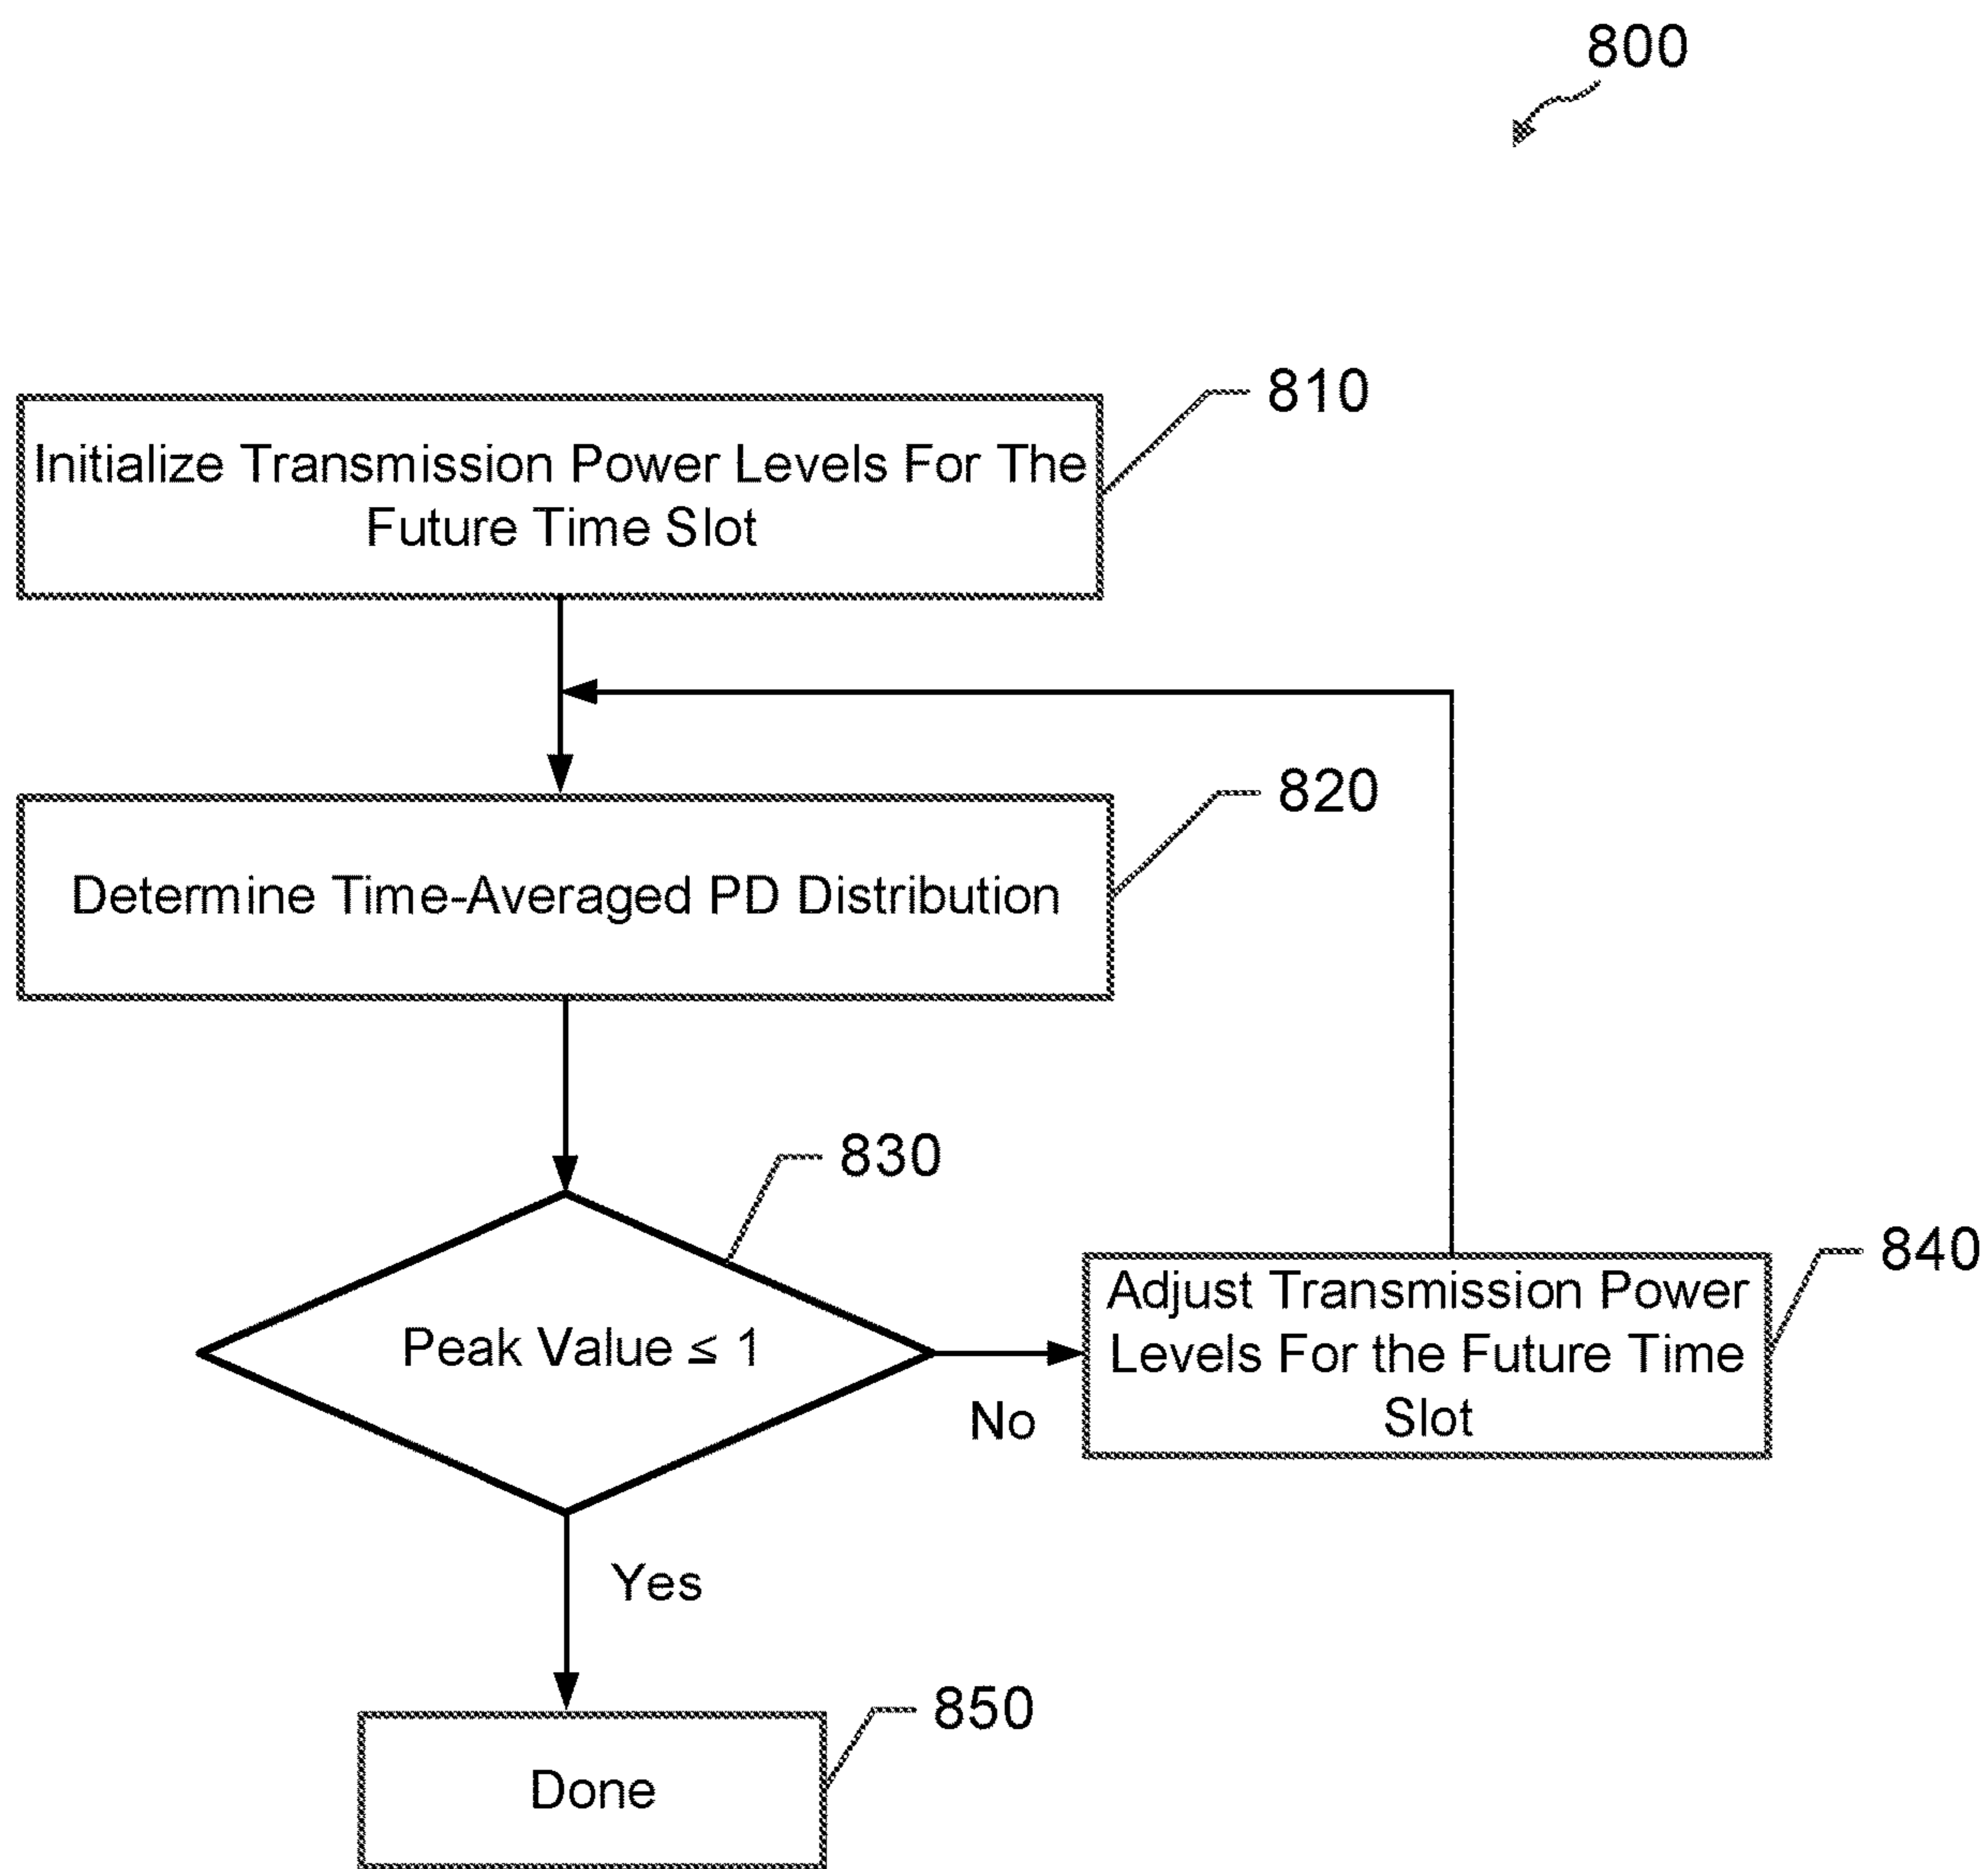 800
810
Initialize Transmission Power Levels For The
Future Time Slot
820
Determine Time-Averaged PD Distribution
830
Peak Value ≤ 1
No
840
Adjust Transmission Power
Levels For the Future Time
Slot
Yes
850
Done